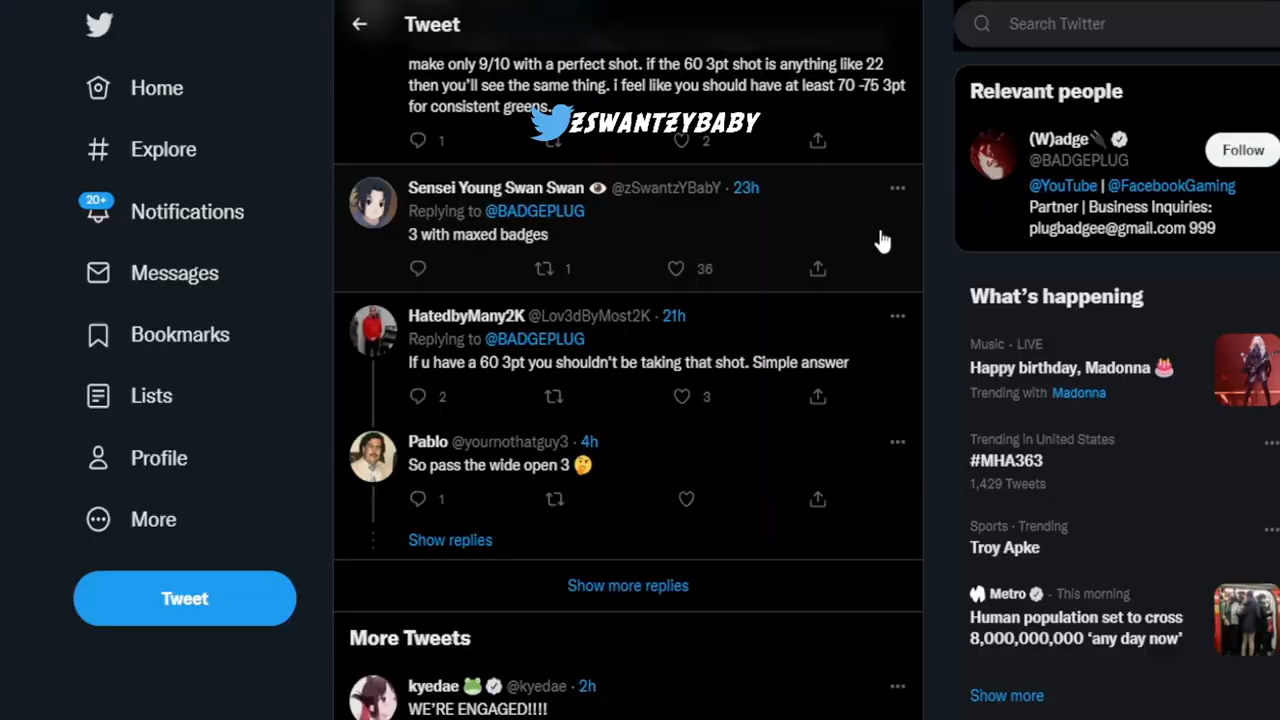 Home
Explore
20+
Notifications
Messages
Bookmarks
Lists
Profile
More
Tweet
Tweet
make only 9/10 with a perfect shot. if the 60 3pt shot is anything like 22
then you'll see the same thing. i feel like you should have at least 70 -75 3pt
for consistent greens.
ZSWANTZYBABY
1
2
Sensei Young Swan Swan 👁 @zSwantzYBabY · 23h
Replying to @BADGEPLUG
3 with maxed badges
1
36
HatedbyMany2K @Lov3dByMost2K · 21h
Replying to @BADGEPLUG
If u have a 60 3pt you shouldn't be taking that shot. Simple answer
2
3
Pablo @yournothatguy3 · 4h
So pass the wide open 3 🤔
1
Show replies
Show more replies
More Tweets
kyedae 🐸 @kyedae · 2h
WE'RE ENGAGED!!!!
Search Twitter
Relevant people
(W)adge🔌
@BADGEPLUG
Follow
@YouTube | @FacebookGaming
Partner | Business Inquiries:
plugbadgee@gmail.com 999
What's happening
Music · LIVE
Happy birthday, Madonna 🎂
Trending with Madonna
Trending in United States
#MHA363
1,429 Tweets
Sports · Trending
Troy Apke
Metro · This morning
Human population set to cross
8,000,000,000 'any day now'
Show more